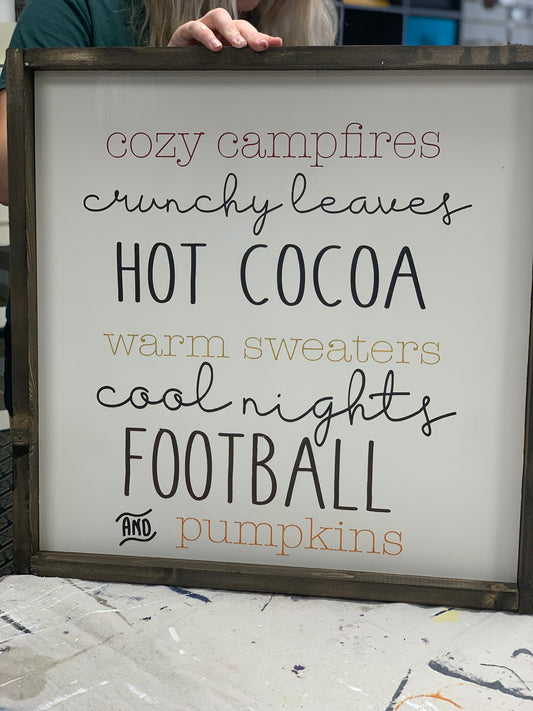 cozy campfires
crunchy leaves
HOT COCOA
warm sweaters
cool nights
FOOTBALL
AND pumpkins